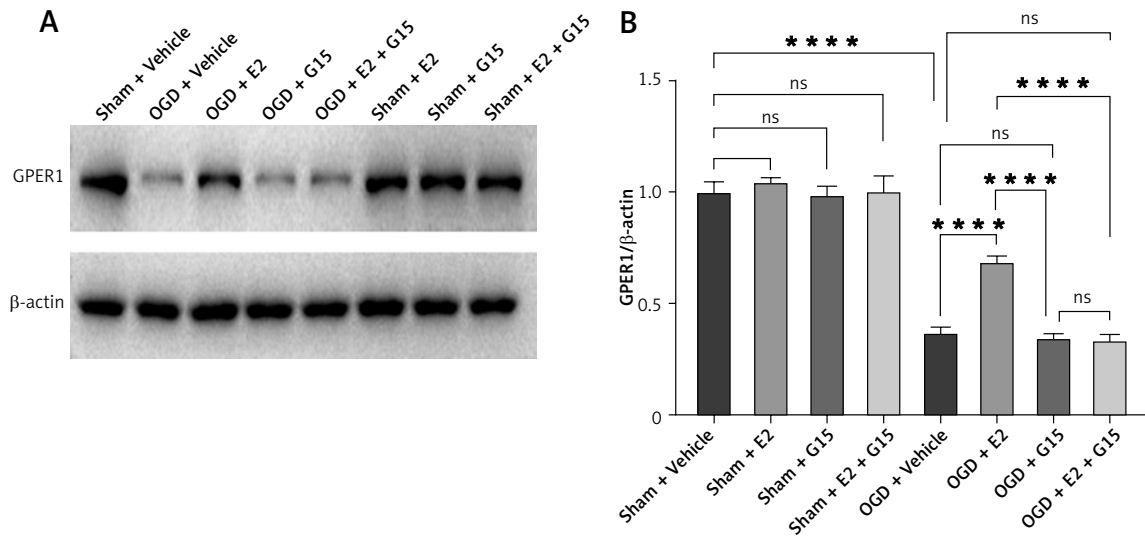 A
Sham + Vehicle
OGD + Vehicle
OGD + E2
OGD + G15
OGD + E2 + G15
Sham + E2
Sham + G15
Sham + E2 + G15
GPER1
β-actin
B
GPER1/β-actin
1.5
1.0
0.5
0
ns
****
****
ns
ns
ns
****
****
ns
Sham + Vehicle
Sham + E2
Sham + G15
Sham + E2 + G15
OGD + Vehicle
OGD + E2
OGD + G15
OGD + E2 + G15